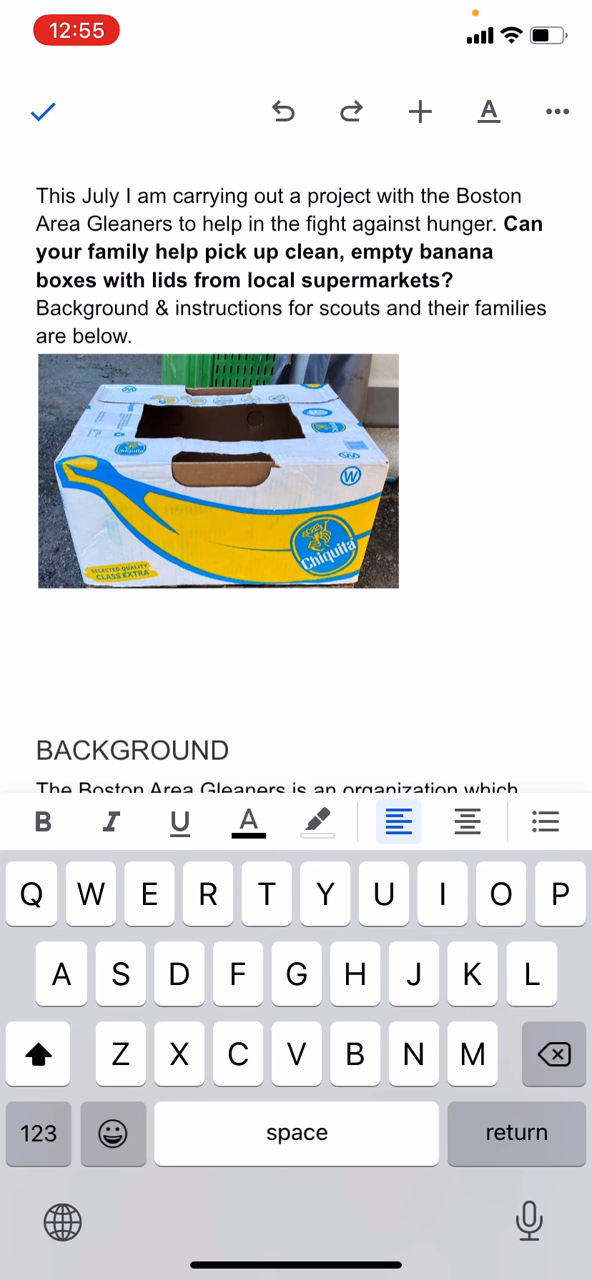 12:55
A
This July I am carrying out a project with the Boston
Area Gleaners to help in the fight against hunger. Can
your family help pick up clean, empty banana
boxes with lids from local supermarkets?
Background & instructions for scouts and their families
are below.
Chiquita
W
SELECTED QUALITY
CLASS EXTRA
Chiquita
BACKGROUND
The Boston Area Gleaners is an organization which
B I U A
Q W E R T Y U I O P
A S D F G H J K L
Z X C V B N M
123 space return